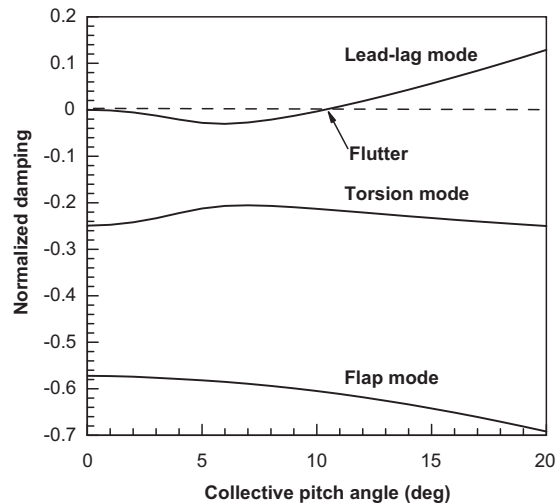 0.2
Lead-lag mode
0.1
0
Flutter
-0.1
Torsion mode
-0.2
-0.3
-0.4
Flap mode
-0.5
-0.6
-0.7
Normalized damping
0 5 10 15 20
Collective pitch angle (deg)